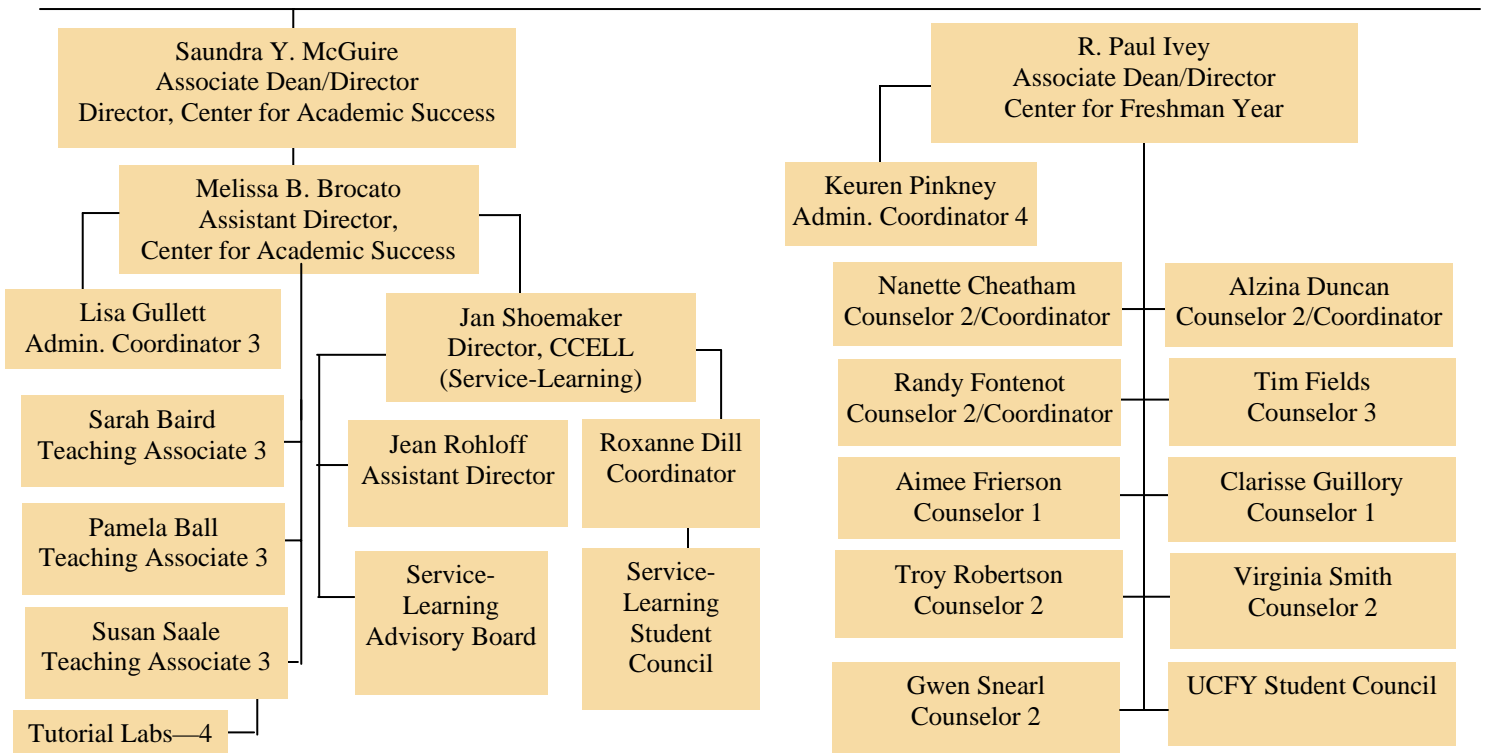 Saundra Y. McGuire
Associate Dean/Director
Director, Center for Academic Success
R. Paul Ivey
Associate Dean/Director
Center for Freshman Year
Melissa B. Brocato
Assistant Director,
Center for Academic Success
Keuren Pinkney
Admin. Coordinator 4
Lisa Gullett
Admin. Coordinator 3
Jan Shoemaker
Director, CCELL
(Service-Learning)
Nanette Cheatham
Counselor 2/Coordinator
Alzina Duncan
Counselor 2/Coordinator
Sarah Baird
Teaching Associate 3
Jean Rohloff
Assistant Director
Roxanne Dill
Coordinator
Randy Fontenot
Counselor 2/Coordinator
Tim Fields
Counselor 3
Pamela Ball
Teaching Associate 3
Aimee Frierson
Counselor 1
Clarisse Guillory
Counselor 1
Service-
Learning
Advisory Board
Service-
Learning
Student
Council
Troy Robertson
Counselor 2
Virginia Smith
Counselor 2
Susan Saale
Teaching Associate 3
Gwen Snearl
Counselor 2
UCFY Student Council
Tutorial Labs—4